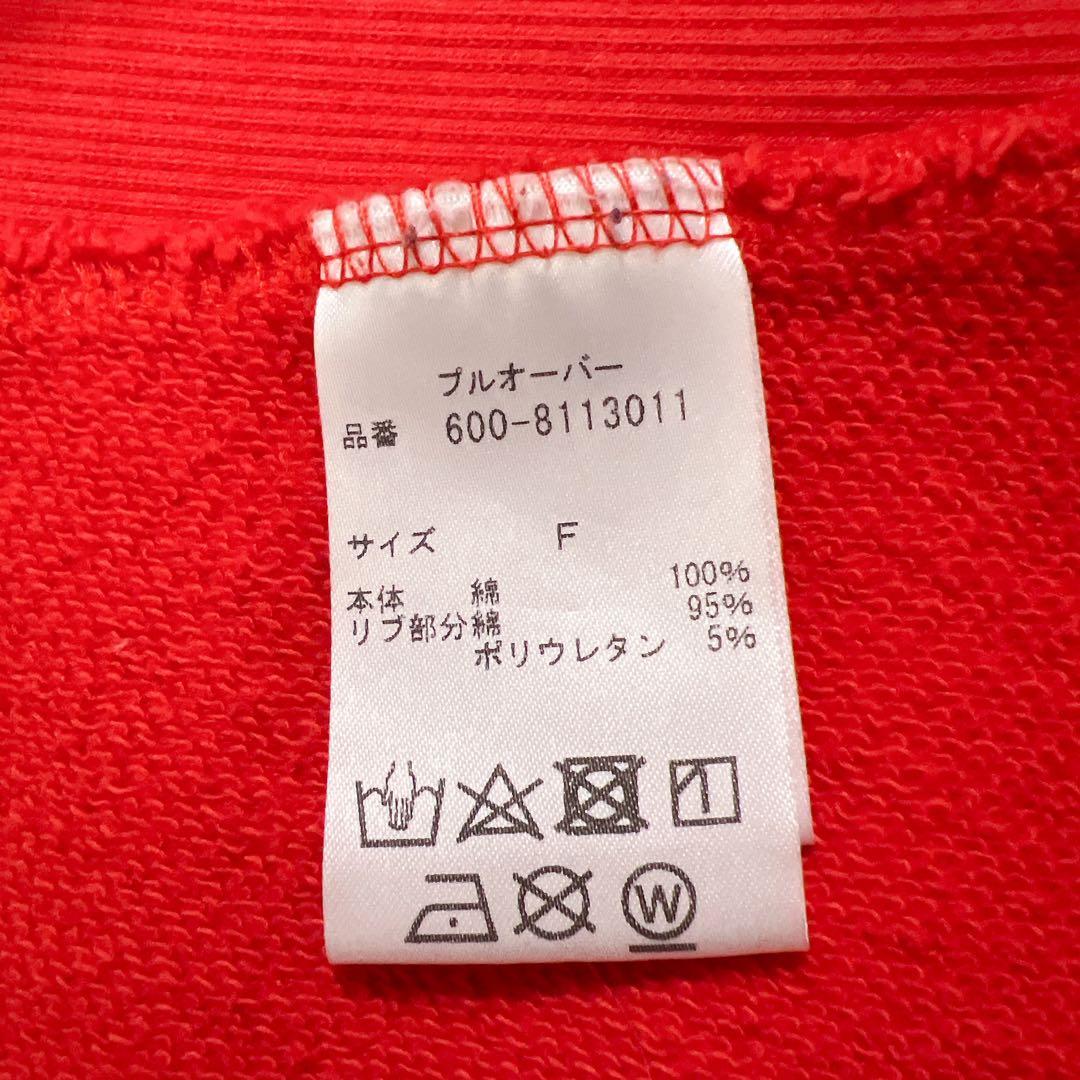 プルオーバー
品番 600-8113011
サイズ F
本体 綿 100%
リブ部分綿 95%
ポリウレタン 5%
W